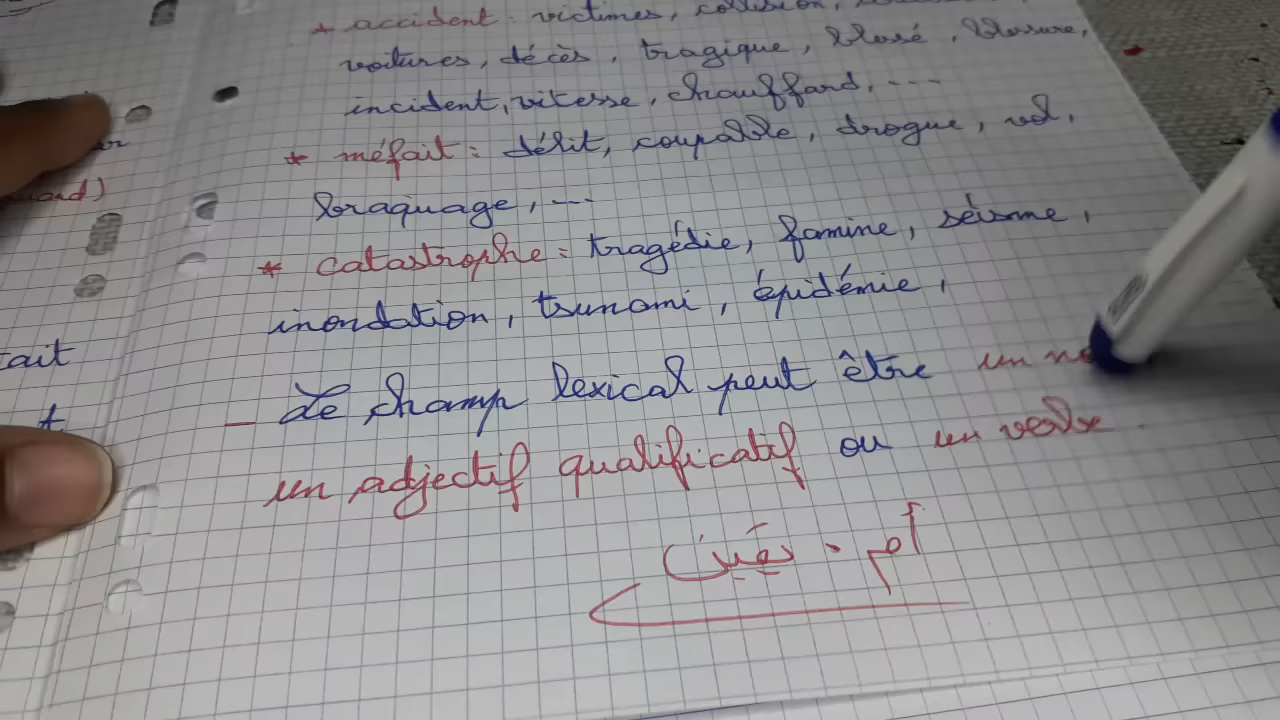 * accident : victimes, collision,
voitures, décès, tragique, blessé, blessure,
incident, vitesse, chauffard, ...
* méfait : délit, coupable, drogue, vol,
braquage, ...
* catastrophe : tragédie, famine, séisme,
inondation, tsunami, épidémie,
- Le champ lexical peut être un
un adjectif qualificatif ou un verbe.
أم